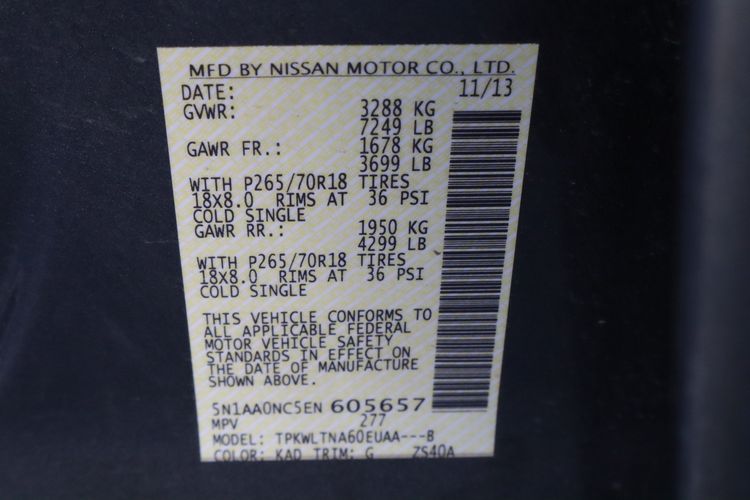 MFD BY NISSAN MOTOR CO., LTD.
DATE: 11/13
GVWR: 3288 KG
7249 LB
GAWR FR.: 1678 KG
3699 LB
WITH P265/70R18 TIRES
18X8.0 RIMS AT 36 PSI
COLD SINGLE
GAWR RR.: 1950 KG
4299 LB
WITH P265/70R18 TIRES
18X8.0 RIMS AT 36 PSI
COLD SINGLE
THIS VEHICLE CONFORMS TO
ALL APPLICABLE FEDERAL
MOTOR VEHICLE SAFETY
STANDARDS IN EFFECT ON
THE DATE OF MANUFACTURE
SHOWN ABOVE.
5N1AA0NC5EN 605657
MPV 277
MODEL: TPKWLTNA60EUAA---B
COLOR: KAD TRIM: G ZS40A